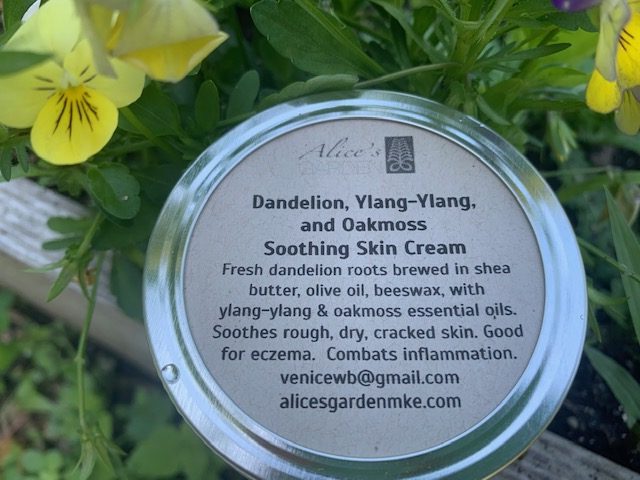 Alice's
GARDEN
Dandelion, Ylang-Ylang,
and Oakmoss
Soothing Skin Cream
Fresh dandelion roots brewed in shea
butter, olive oil, beeswax, with
ylang-ylang & oakmoss essential oils.
Soothes rough, dry, cracked skin. Good
for eczema. Combats inflammation.
venicewb@gmail.com
alicesgardenmke.com